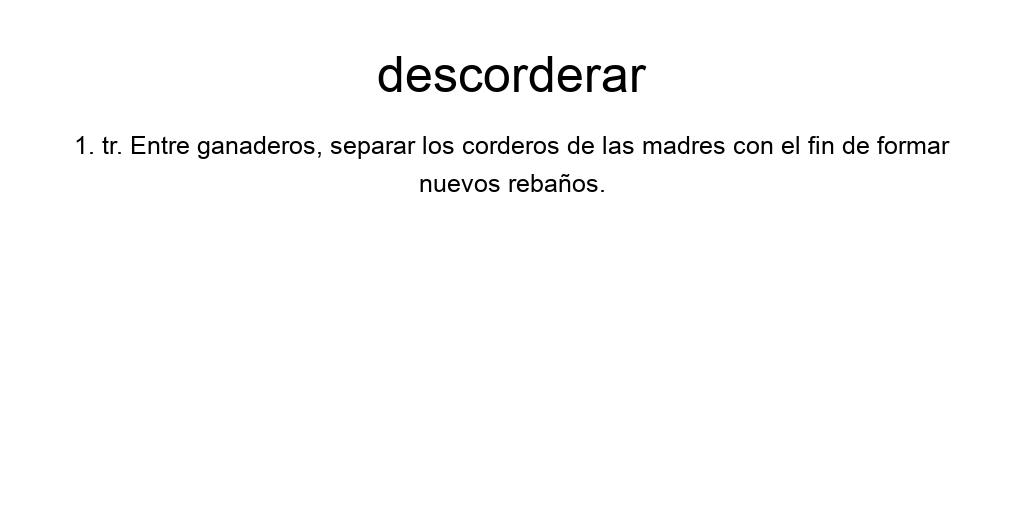 descorderar
1. tr. Entre ganaderos, separar los corderos de las madres con el fin de formar
nuevos rebaños.